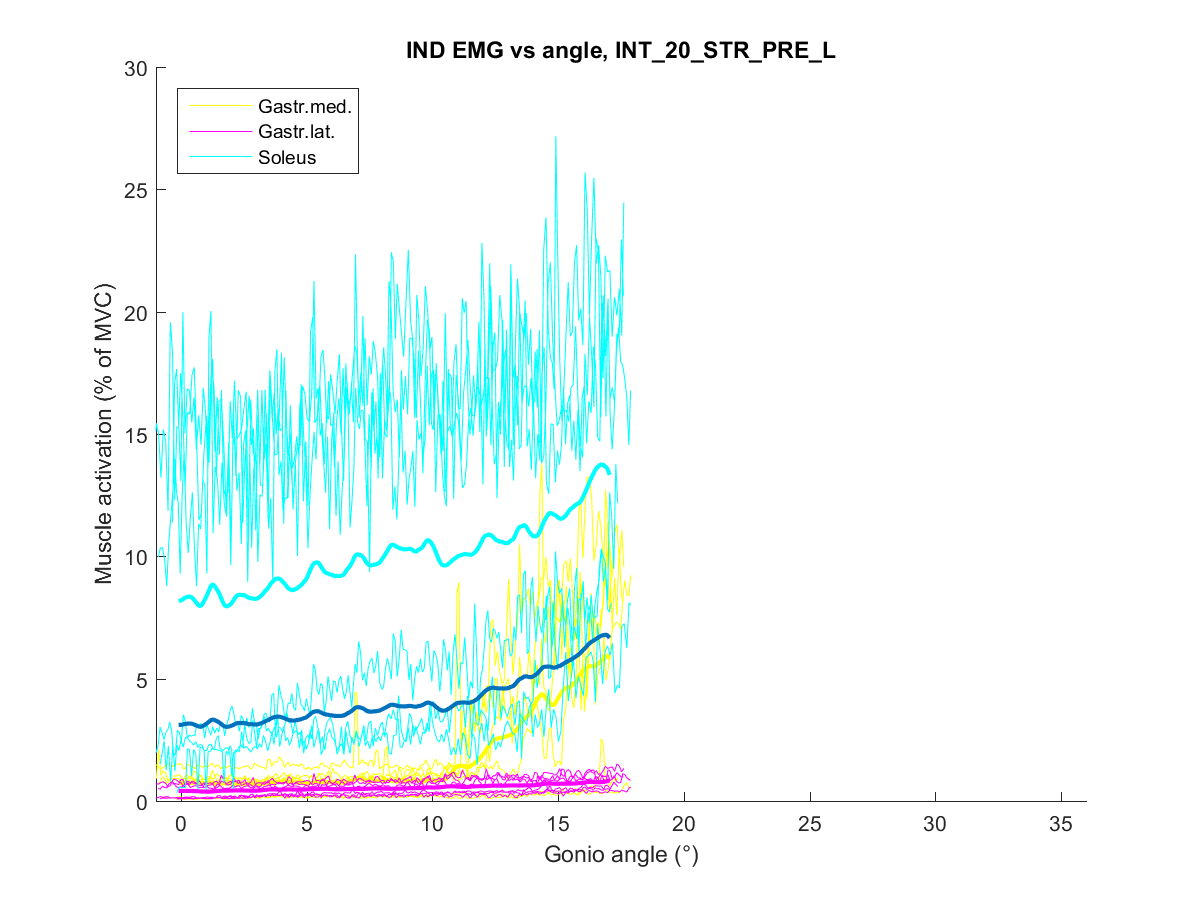 IND EMG vs angle, INT_20_STR_PRE_L
30
25
20
15
10
5
0
Muscle activation (% of MVC)
Gastr.med.
Gastr.lat.
Soleus
0 5 10 15 20 25 30 35
Gonio angle (°)